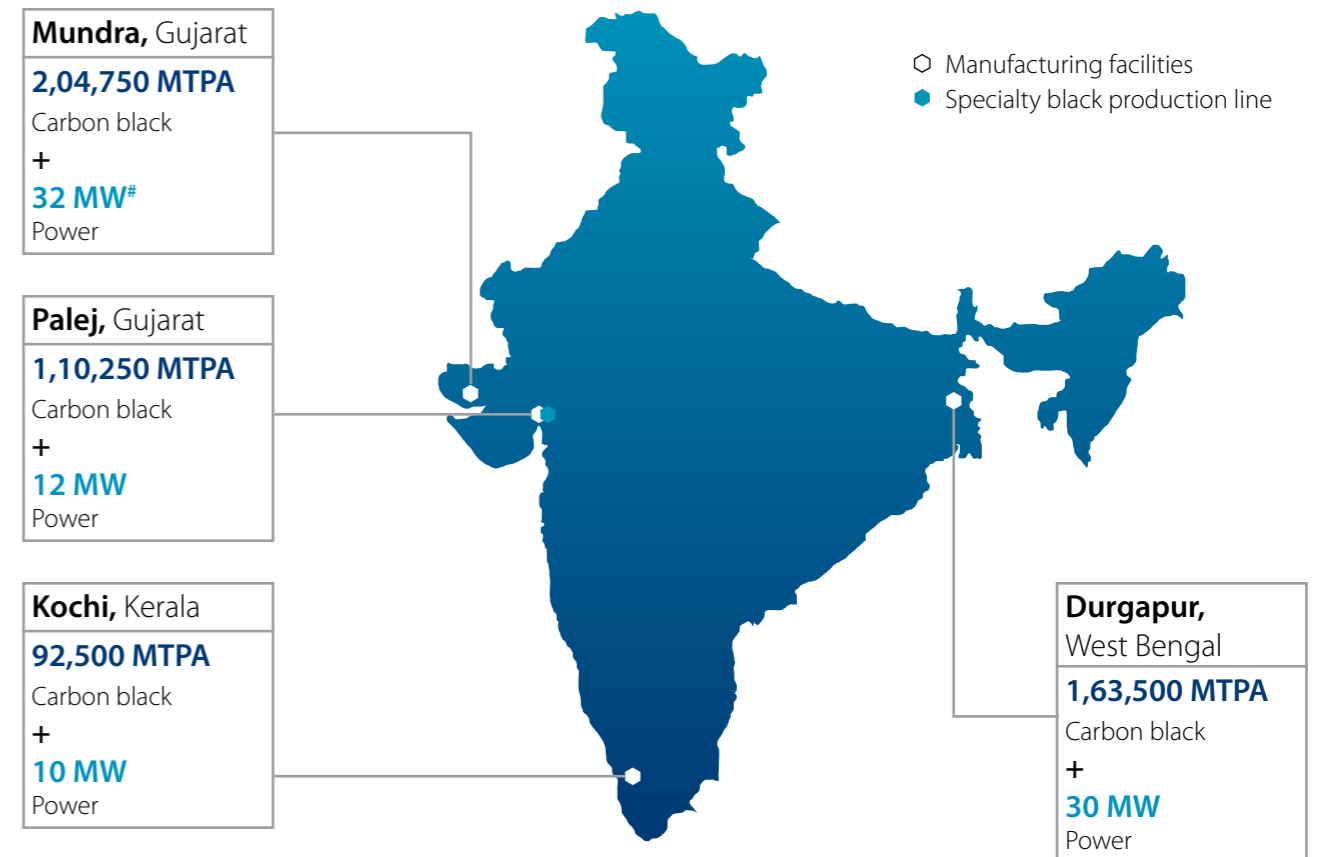 Mundra, Gujarat
2,04,750 MTPA
Carbon black
+
32 MW#
Power
Palej, Gujarat
1,10,250 MTPA
Carbon black
+
12 MW
Power
Kochi, Kerala
92,500 MTPA
Carbon black
+
10 MW
Power
Manufacturing facilities
Specialty black production line
Durgapur,
West Bengal
1,63,500 MTPA
Carbon black
+
30 MW
Power